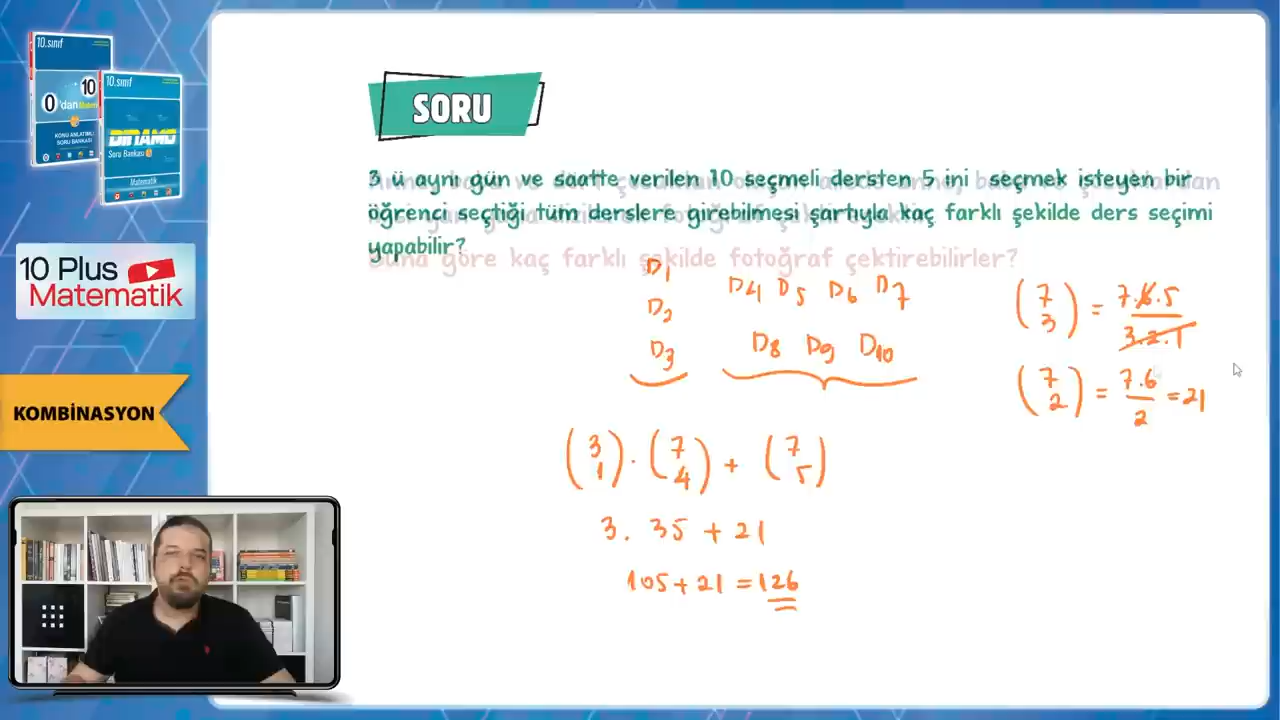 10.sınıf
0 'dan 10
KONU ANLATIMLI
SORU BANKASI
10.sınıf
DİNAMO
Soru Bankası
Matematik
10 Plus
Matematik
KOMBİNASYON
SORU
3 ü aynı gün ve saatte verilen 10 seçmeli dersten 5 ini seçmek isteyen bir
öğrenci seçtiği tüm derslere girebilmesi şartıyla kaç farklı şekilde ders seçimi
yapabilir?
Buna göre kaç farklı şekilde fotoğraf çektirebilirler?
D1
D4 D5 D6 D7
D2
D3
D8 D9 D10
(7 3) = 7.6.5 / 3.2.1
(7 2) = 7.6 / 2 = 21
(3 1) . (7 4) + (7 5)
3. 35 + 21
105 + 21 = 126